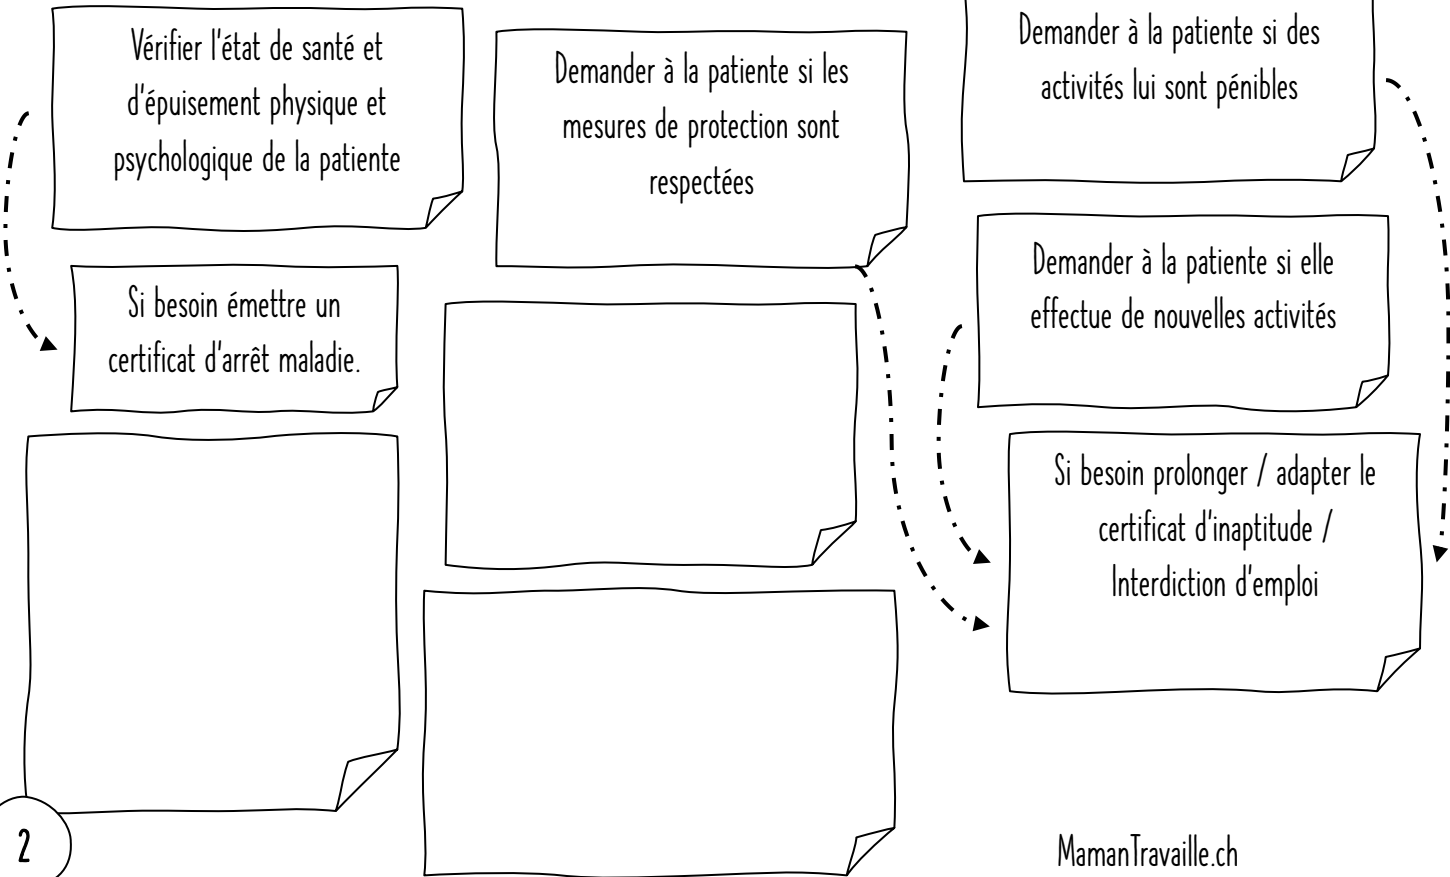 Vérifier l'état de santé et
d'épuisement physique et
psychologique de la patiente
Si besoin émettre un
certificat d'arrêt maladie.
Demander à la patiente si les
mesures de protection sont
respectées
Demander à la patiente si des
activités lui sont pénibles
Demander à la patiente si elle
effectue de nouvelles activités
Si besoin prolonger / adapter le
certificat d'inaptitude /
Interdiction d'emploi
2
MamanTravaille.ch